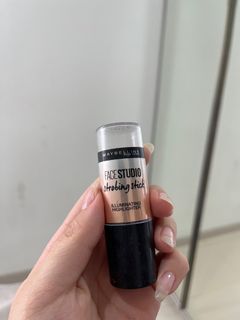 MAYBELLINE
FACESTUDIO
strobing stick
ILLUMINATING
HIGHLIGHTER